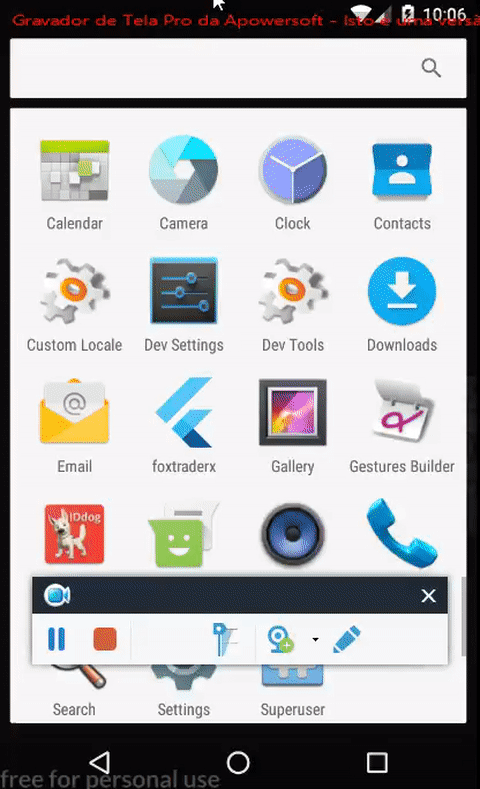 Gravador de Tela Pro da Apowersoft - Isto é uma versã
10:06
Calendar
Camera
Clock
Contacts
Custom Locale
Dev Settings
Dev Tools
Downloads
@
Email
foxtraderx
Gallery
Gestures Builder
IDdog
Search
Settings
Superuser
free for personal use